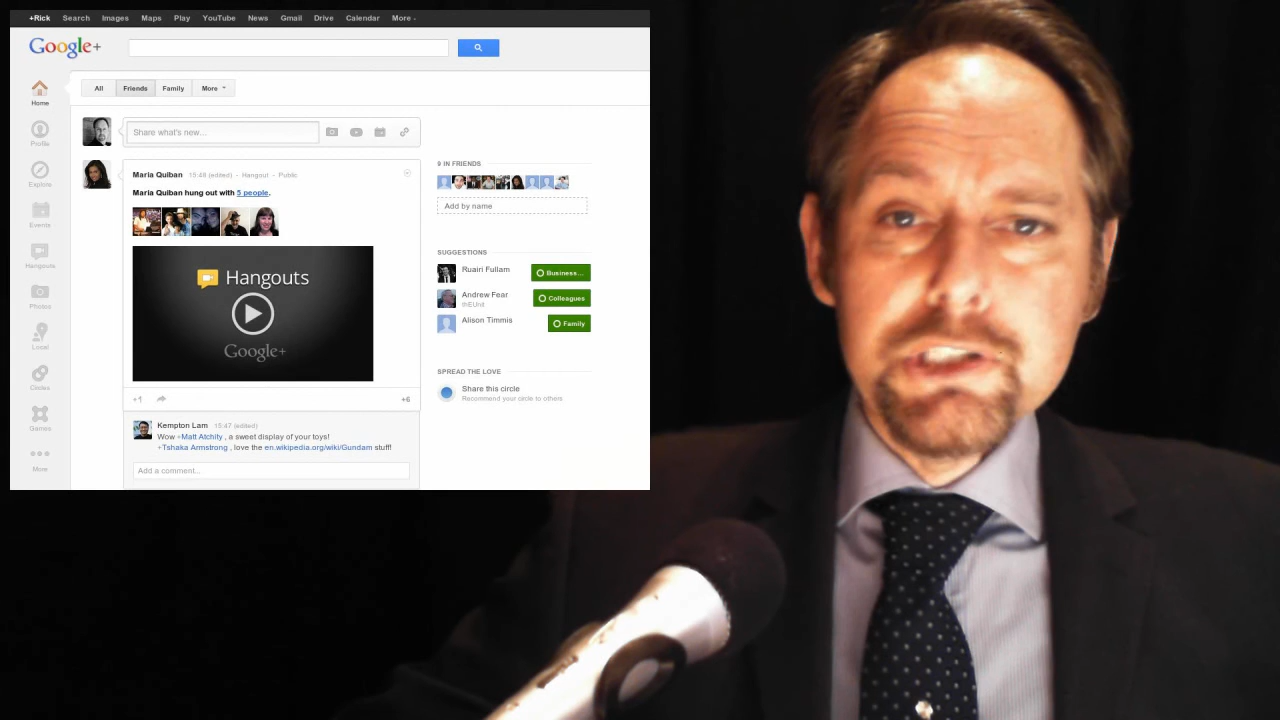 +Rick Search Images Maps Play YouTube News Gmail Drive Calendar More
Google+
All Friends Family More
Home
Profile
Explore
Events
Hangouts
Photos
Local
Circles
Games
More
Share what's new...
Maria Quiban 15:48 (edited) - Hangout - Public
Maria Quiban hung out with 5 people.
Hangouts
Google+
+1 +6
Kempton Lam 15:47 (edited)
Wow +Matt Atchity , a sweet display of your toys!
+Tshaka Armstrong , love the en.wikipedia.org/wiki/Gundam stuff!
Add a comment...
9 IN FRIENDS
Add by name
SUGGESTIONS
Ruairi Fullam Business...
Andrew Fear Colleagues
thEUnit
Alison Timmis Family
SPREAD THE LOVE
Share this circle
Recommend your circle to others